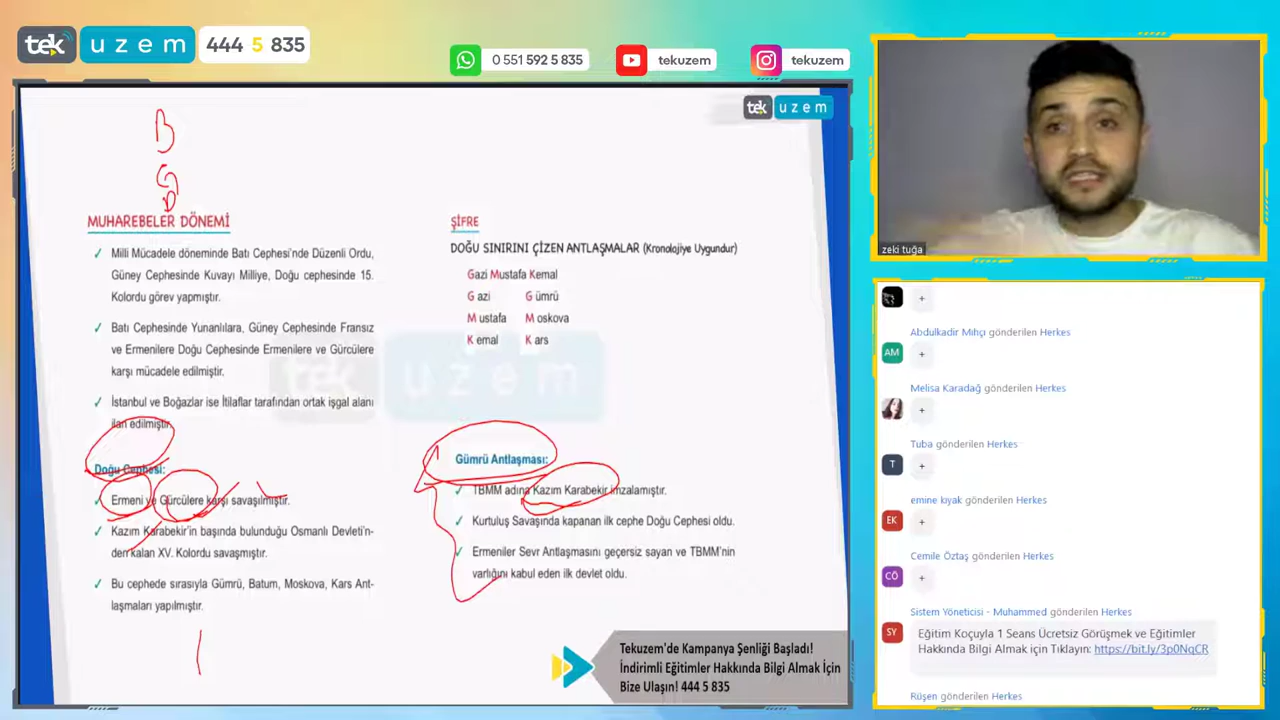 tek uzem 444 5 835
0 551 592 5 835
tekuzem
tekuzem
tek uzem
B
G
D
MUHAREBELER DÖNEMİ
✓ Milli Mücadele döneminde Batı Cephesi'nde Düzenli Ordu,
Güney Cephesinde Kuvayı Milliye, Doğu cephesinde 15.
Kolordu görev yapmıştır.
✓ Batı Cephesinde Yunanlılara, Güney Cephesinde Fransız
ve Ermenilere Doğu Cephesinde Ermenilere ve Gürcülere
karşı mücadele edilmiştir.
✓ İstanbul ve Boğazlar ise İtilaflar tarafından ortak işgal alanı
ilan edilmiştir.
Doğu Cephesi:
✓ Ermeni ve Gürcülere karşı savaşılmıştır.
✓ Kazım Karabekir'in başında bulunduğu Osmanlı Devleti'n-
den kalan XV. Kolordu savaşmıştır.
✓ Bu cephede sırasıyla Gümrü, Batum, Moskova, Kars Ant-
laşmaları yapılmıştır.
ŞİFRE
DOĞU SINIRINI ÇİZEN ANTLAŞMALAR (Kronolojiye Uygundur)
Gazi Mustafa Kemal
G azi G ümrü
M ustafa M oskova
K emal K ars
tek uzem
Gümrü Antlaşması:
✓ TBMM adına Kazım Karabekir imzalamıştır.
✓ Kurtuluş Savaşında kapanan ilk cephe Doğu Cephesi oldu.
✓ Ermeniler Sevr Antlaşmasını geçersiz sayan ve TBMM'nin
varlığını kabul eden ilk devlet oldu.
Tekuzem'de Kampanya Şenliği Başladı!
İndirimli Eğitimler Hakkında Bilgi Almak İçin
Bize Ulaşın! 444 5 835
zeki tuğa
+
Abdulkadir Mıhçı gönderilen Herkes
AM +
Melisa Karadağ gönderilen Herkes
+
Tuba gönderilen Herkes
T +
emine kıyak gönderilen Herkes
EK +
Cemile Öztaş gönderilen Herkes
CÖ +
Sistem Yöneticisi - Muhammed gönderilen Herkes
SY Eğitim Koçuyla 1 Seans Ücretsiz Görüşmek ve Eğitimler
Hakkında Bilgi Almak için Tıklayın: https://bit.ly/3p0NqCR
Rüşen gönderilen Herkes